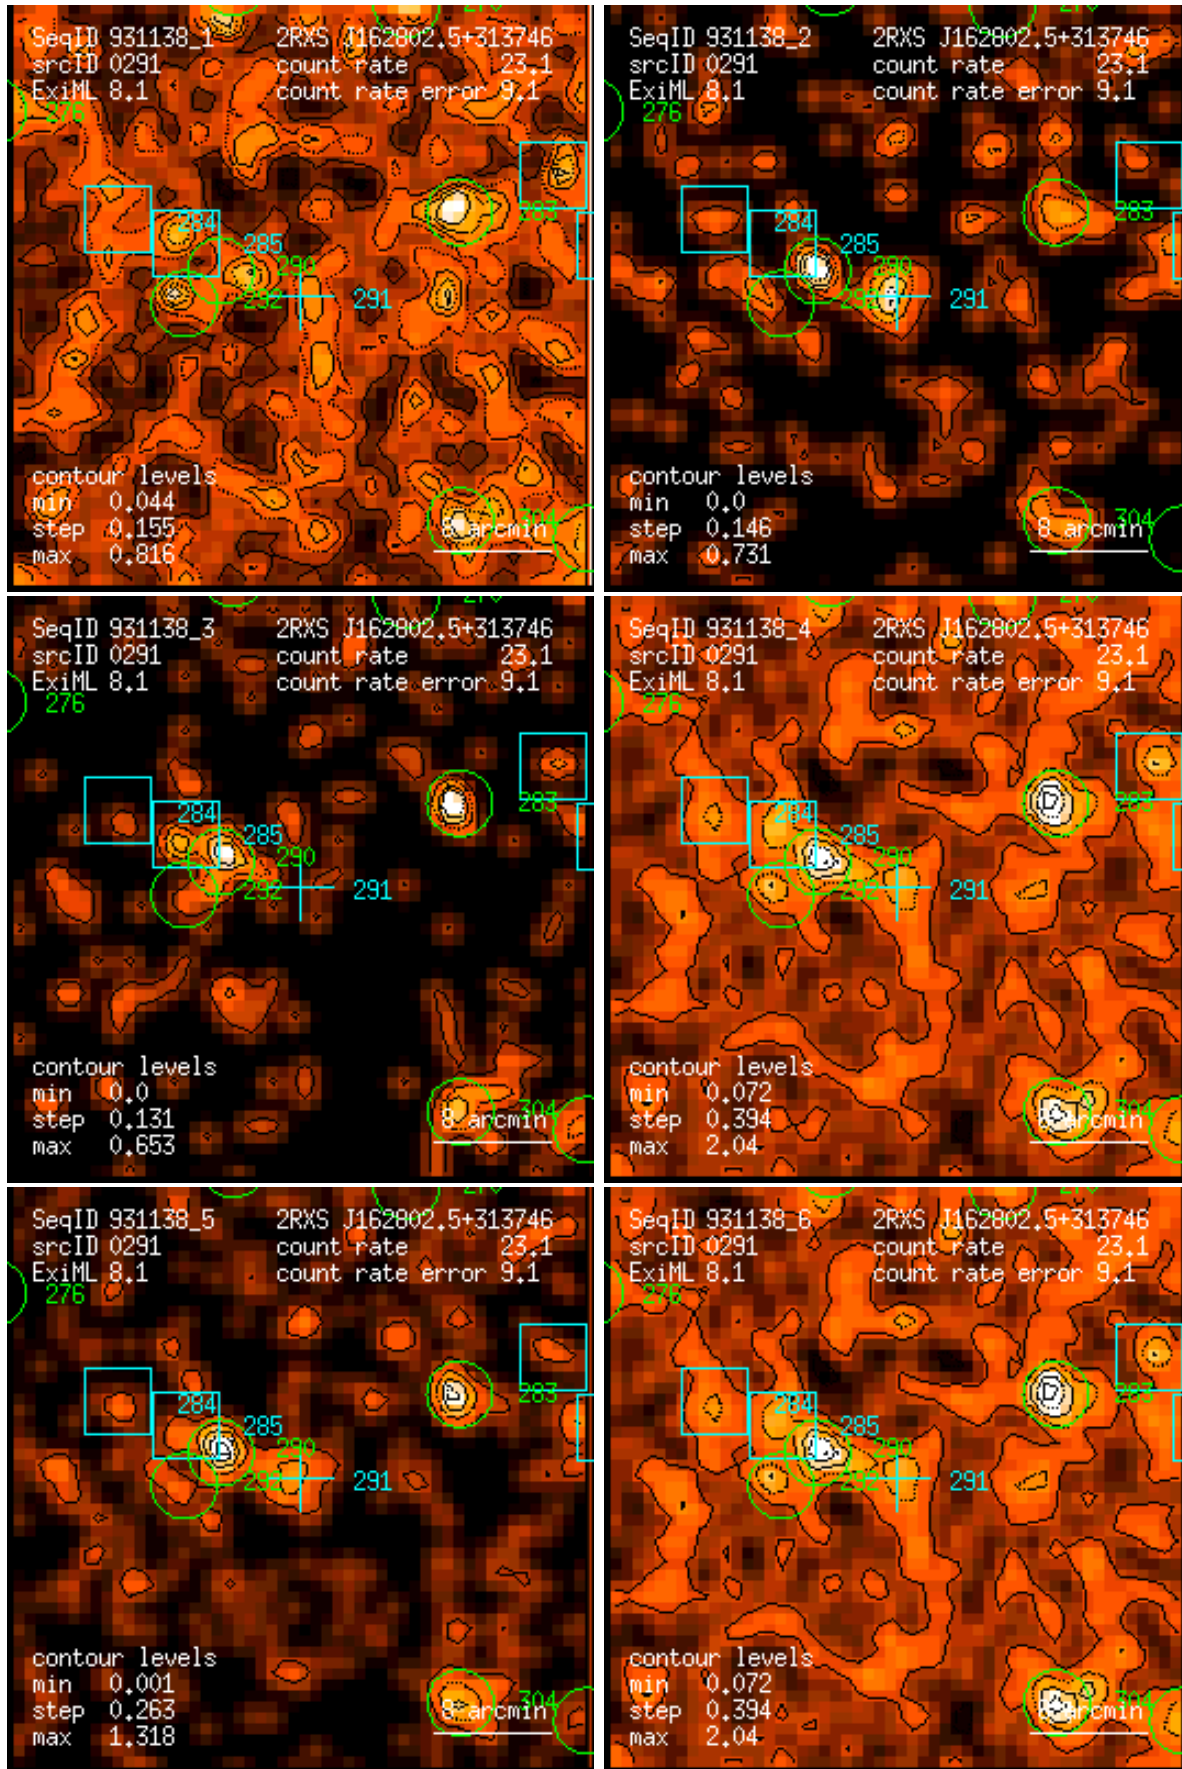 SeqID 931138_1 2RXS J162802.5+313746
srcID 0291 count rate 23.1
ExiML 8.1 count rate error 9.1
276
283
284
285
290
292
291
contour levels
min 0.044
step 0.155
max 0.816
304
8 arcmin
SeqID 931138_2 2RXS J162802.5+313746
srcID 0291 count rate 23.1
ExiML 8.1 count rate error 9.1
276
283
284
285
290
291
contour levels
min 0.0
step 0.146
max 0.731
304
8 arcmin
SeqID 931138_3 2RXS J162802.5+313746
srcID 0291 count rate 23.1
ExiML 8.1 count rate error 9.1
276
283
284
285
290
292
291
contour levels
min 0.0
step 0.131
max 0.653
304
8 arcmin
SeqID 931138_4 2RXS J162802.5+313746
srcID 0291 count rate 23.1
ExiML 8.1 count rate error 9.1
276
283
284
285
290
292
291
contour levels
min 0.072
step 0.394
max 2.04
304
8 arcmin
SeqID 931138_5 2RXS J162802.5+313746
srcID 0291 count rate 23.1
ExiML 8.1 count rate error 9.1
276
283
284
285
290
292
291
contour levels
min 0.001
step 0.263
max 1.318
304
8 arcmin
SeqID 931138_6 2RXS J162802.5+313746
srcID 0291 count rate 23.1
ExiML 8.1 count rate error 9.1
276
283
284
285
290
292
291
contour levels
min 0.072
step 0.394
max 2.04
304
8 arcmin